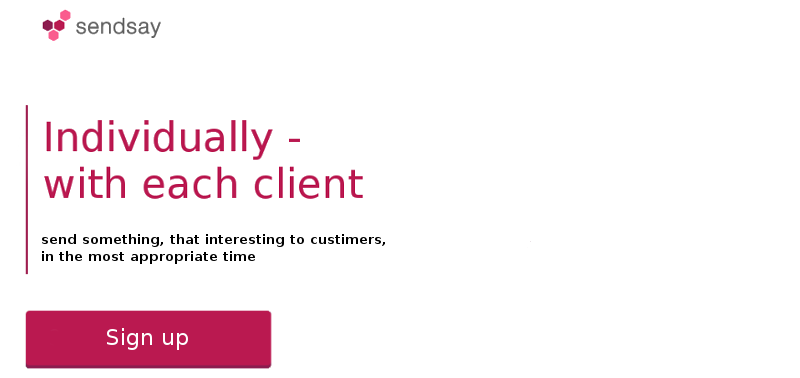 sendsay
Individually -
with each client
send something, that interesting to custimers,
in the most appropriate time
Sign up